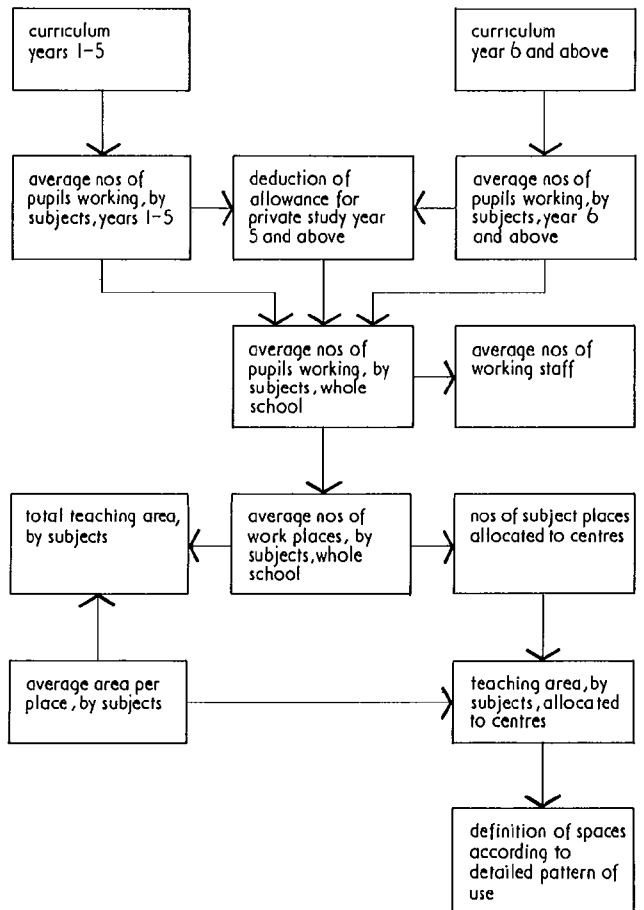 curriculum
years 1-5
curriculum
year 6 and above
average nos of
pupils working, by
subjects, years 1-5
deduction of
allowance for
private study year
5 and above
average nos of
pupils working, by
subjects, year 6
and above
average nos of
pupils working, by
subjects, whole
school
average nos of
working staff
total teaching area,
by subjects
average nos of
work places, by
subjects, whole
school
nos of subject places
allocated to centres
average area per
place, by subjects
teaching area, by
subjects, allocated
to centres
definition of spaces
according to
detailed pattern of
use